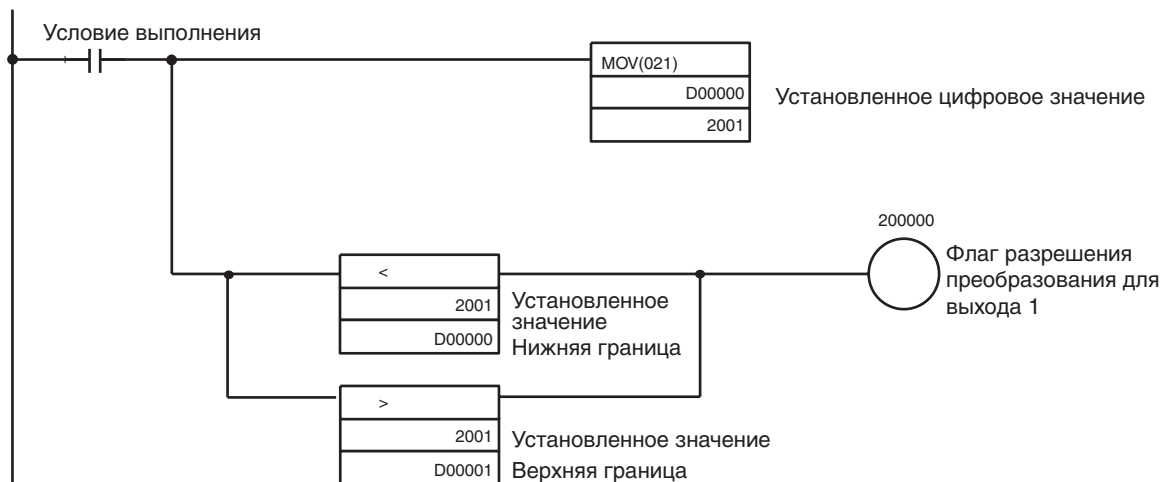 Условие выполнения
MOV(021)
D00000
2001
Установленное цифровое значение
200000
Флаг разрешения
преобразования для
выхода 1
<
2001
D00000
Установленное
значение
Нижняя граница
>
2001
D00001
Установленное значение
Верхняя граница